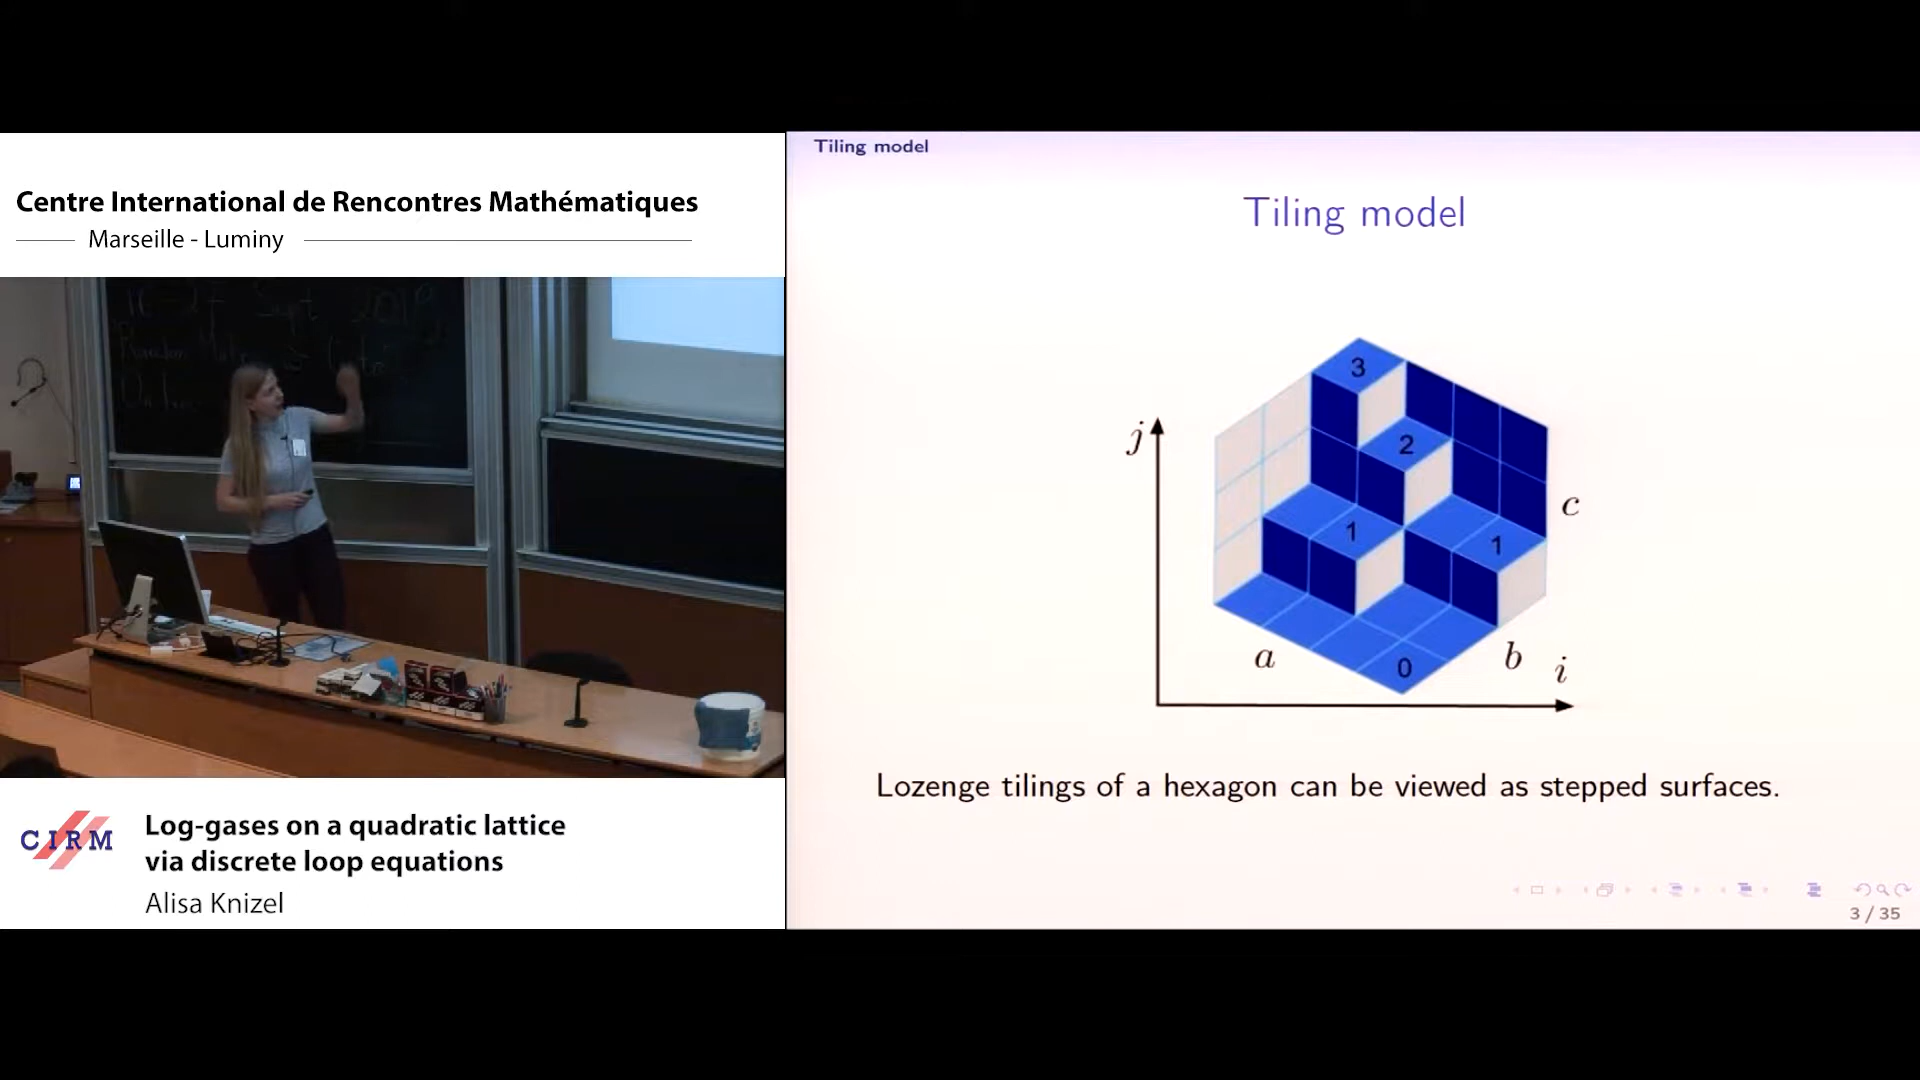 Centre International de Rencontres Mathématiques
Marseille - Luminy
Sept
CIRM
Log-gases on a quadratic lattice
via discrete loop equations
Alisa Knizel
Tiling model
Tiling model
3
j
2
c
1
1
a
b
i
0
Lozenge tilings of a hexagon can be viewed as stepped surfaces.
3 / 35